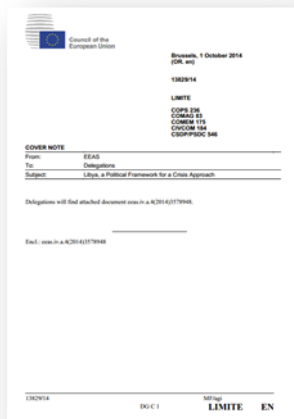 Council of the
European Union
Brussels, 1 October 2014
(OR. en)
13829/14
LIMITE
COPS 236
COMAG 83
COMEM 175
CIVCOM 184
CSDP/PSDC 546
COVER NOTE
From: EEAS
To: Delegations
Subject: Libya, a Political Framework for a Crisis Approach
Delegations will find attached document eeas.iv.a.4(2014)3578948.
Encl.: eeas.iv.a.4(2014)3578948
13829/14
DG C 1
LIMITE EN